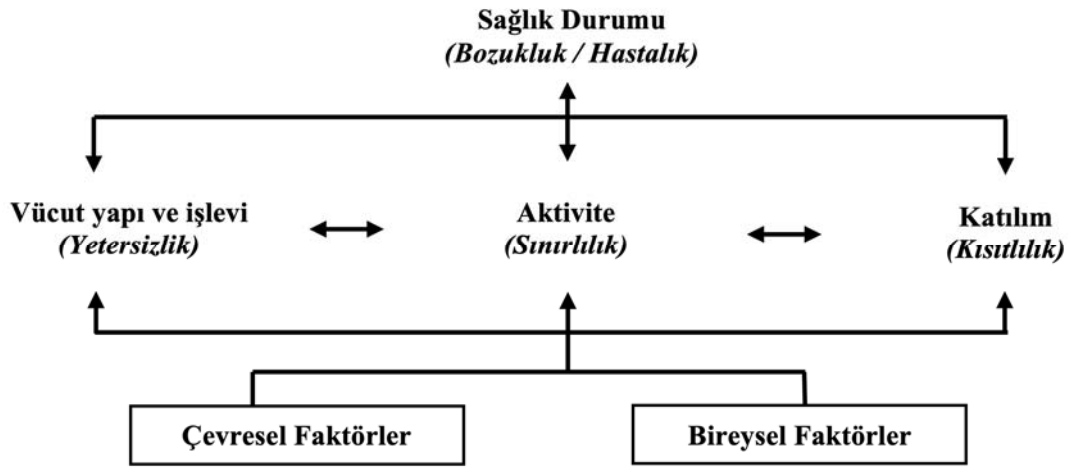 Sağlık Durumu
(Bozukluk / Hastalık)
Vücut yapı ve işlevi
(Yetersizlik)
Aktivite
(Sınırlılık)
Katılım
(Kısıtlılık)
Çevresel Faktörler
Bireysel Faktörler